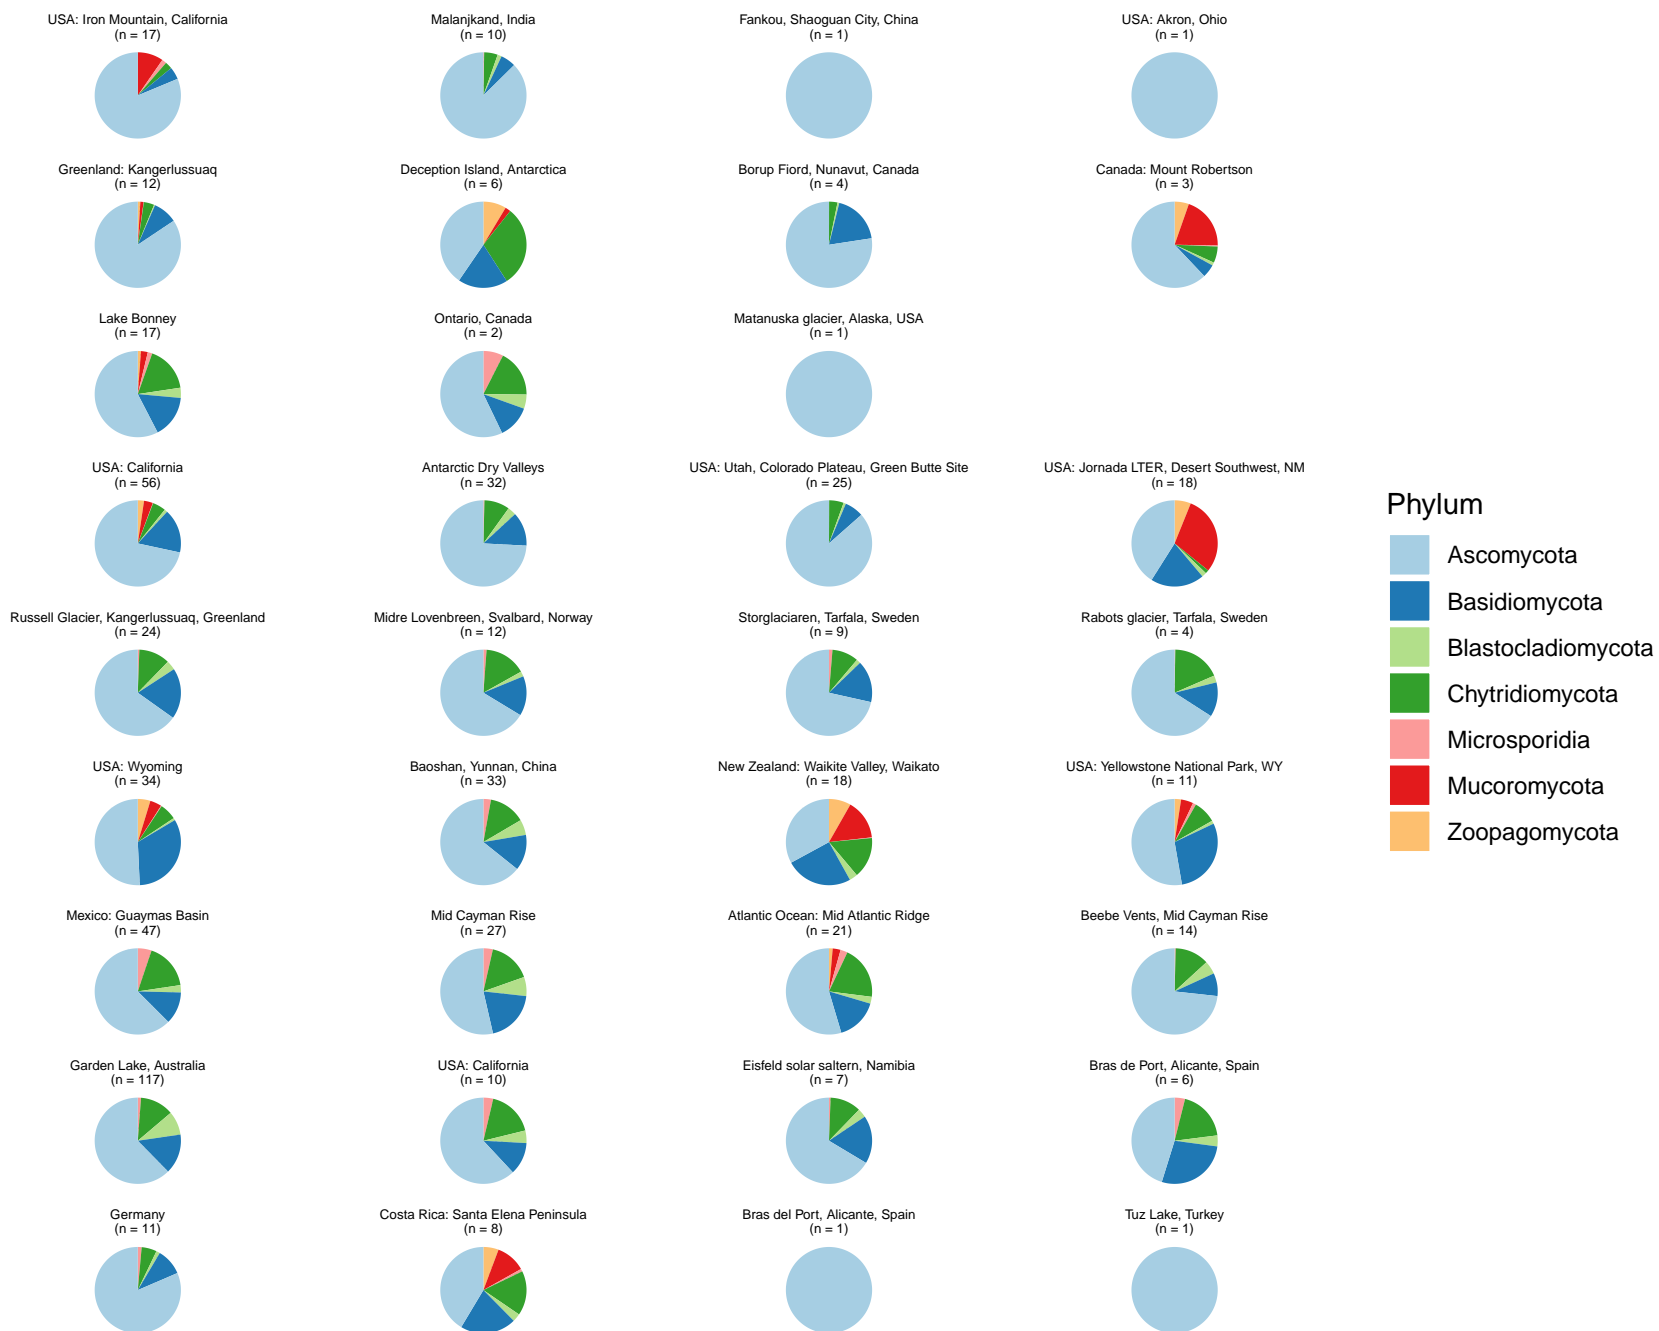 USA: Iron Mountain, California
(n = 17)
Malanjkand, India
(n = 10)
Fankou, Shaoguan City, China
(n = 1)
USA: Akron, Ohio
(n = 1)
Greenland: Kangerlussuaq
(n = 12)
Deception Island, Antarctica
(n = 6)
Borup Fiord, Nunavut, Canada
(n = 4)
Canada: Mount Robertson
(n = 3)
Lake Bonney
(n = 17)
Ontario, Canada
(n = 2)
Matanuska glacier, Alaska, USA
(n = 1)
USA: California
(n = 56)
Antarctic Dry Valleys
(n = 32)
USA: Utah, Colorado Plateau, Green Butte Site
(n = 25)
USA: Jornada LTER, Desert Southwest, NM
(n = 18)
Russell Glacier, Kangerlussuaq, Greenland
(n = 24)
Midre Lovenbreen, Svalbard, Norway
(n = 12)
Storglaciaren, Tarfala, Sweden
(n = 9)
Rabots glacier, Tarfala, Sweden
(n = 4)
USA: Wyoming
(n = 34)
Baoshan, Yunnan, China
(n = 33)
New Zealand: Waikite Valley, Waikato
(n = 18)
USA: Yellowstone National Park, WY
(n = 11)
Mexico: Guaymas Basin
(n = 47)
Mid Cayman Rise
(n = 27)
Atlantic Ocean: Mid Atlantic Ridge
(n = 21)
Beebe Vents, Mid Cayman Rise
(n = 14)
Garden Lake, Australia
(n = 117)
USA: California
(n = 10)
Eisfeld solar saltern, Namibia
(n = 7)
Bras de Port, Alicante, Spain
(n = 6)
Germany
(n = 11)
Costa Rica: Santa Elena Peninsula
(n = 8)
Bras del Port, Alicante, Spain
(n = 1)
Tuz Lake, Turkey
(n = 1)
Phylum
Ascomycota
Basidiomycota
Blastocladiomycota
Chytridiomycota
Microsporidia
Mucoromycota
Zoopagomycota